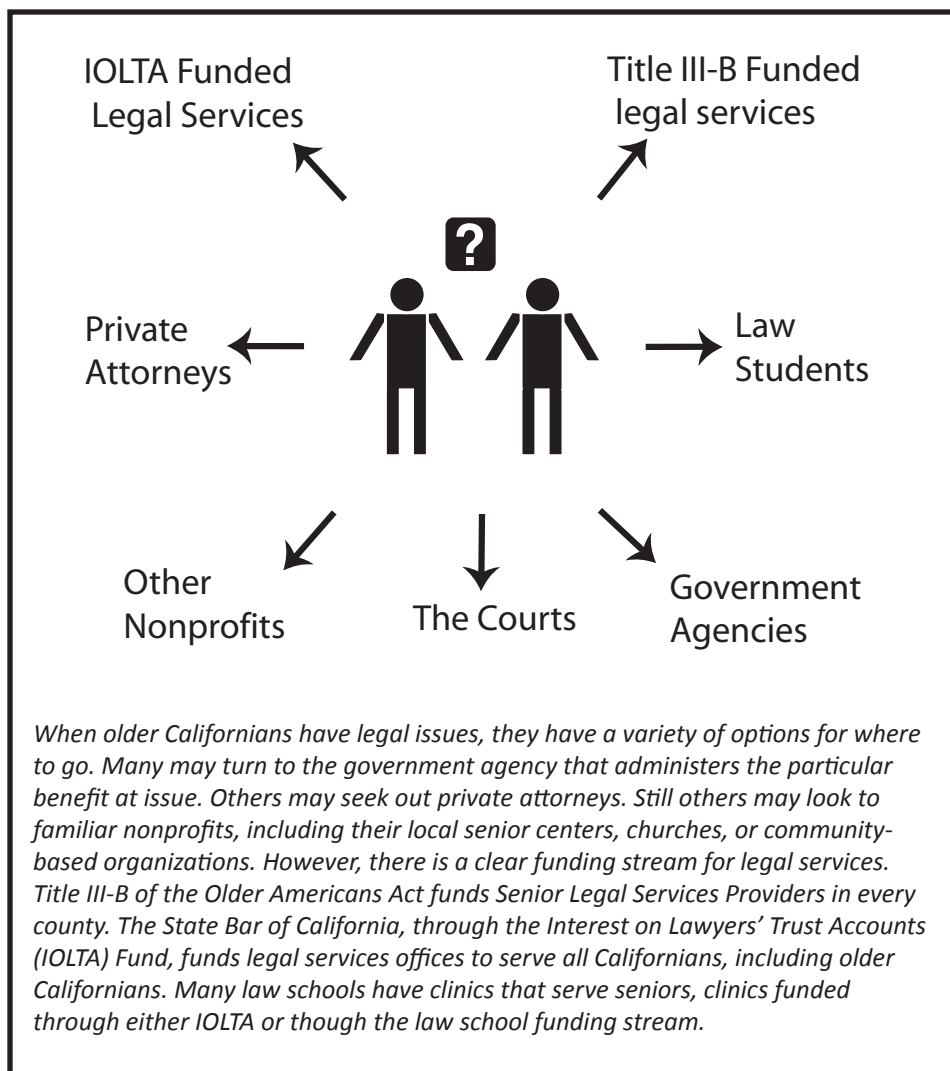 IOLTA Funded
Legal Services
Title III-B Funded
legal services
?
Private
Attorneys
Law
Students
Other
Nonprofits
The Courts
Government
Agencies
When older Californians have legal issues, they have a variety of options for where
to go. Many may turn to the government agency that administers the particular
benefit at issue. Others may seek out private attorneys. Still others may look to
familiar nonprofits, including their local senior centers, churches, or community-
based organizations. However, there is a clear funding stream for legal services.
Title III-B of the Older Americans Act funds Senior Legal Services Providers in every
county. The State Bar of California, through the Interest on Lawyers’ Trust Accounts
(IOLTA) Fund, funds legal services offices to serve all Californians, including older
Californians. Many law schools have clinics that serve seniors, clinics funded
through either IOLTA or though the law school funding stream.